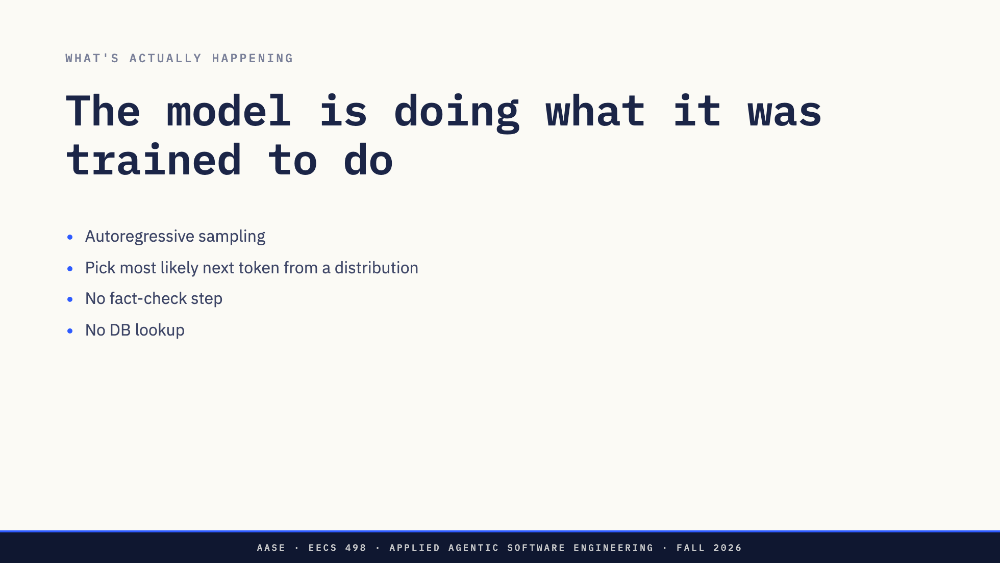 WHAT'S ACTUALLY HAPPENING
The model is doing what it was
trained to do
• Autoregressive sampling
• Pick most likely next token from a distribution
• No fact-check step
• No DB lookup
AASE · EECS 498 · APPLIED AGENTIC SOFTWARE ENGINEERING · FALL 2026